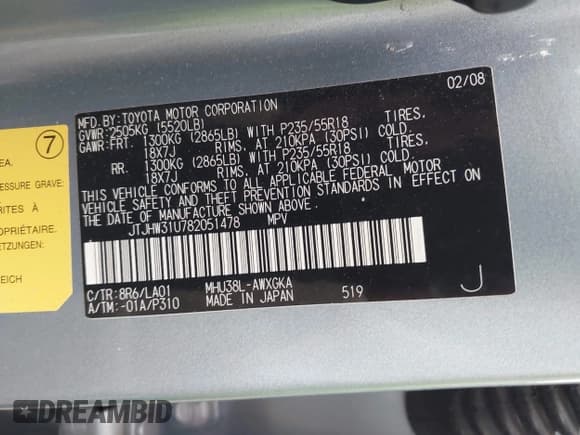 02/08
MFD.BY:TOYOTA MOTOR CORPORATION
GVWR:2505KG (5520LB)
GAWR:FRT. 1300KG (2865LB) WITH P235/55R18 TIRES,
18X7J RIMS, AT 210KPA (30PSI) COLD.
RR. 1300KG (2865LB) WITH P235/55R18 TIRES,
18X7J RIMS, AT 210KPA (30PSI) COLD.
THIS VEHICLE CONFORMS TO ALL APPLICABLE FEDERAL MOTOR
VEHICLE SAFETY AND THEFT PREVENTION STANDARDS IN EFFECT ON
THE DATE OF MANUFACTURE SHOWN ABOVE.
JTJHW31U782051478 MPV
C/TR:8R6/LA01 MHU38L-AWXGKA
A/TM:-01A/P310 MADE IN JAPAN 519 J
7
EA.
ESSURE GRAVE:
RITES À
OPRIÉTAIRE.
ETZUNGEN:
REICH
DREAMBID